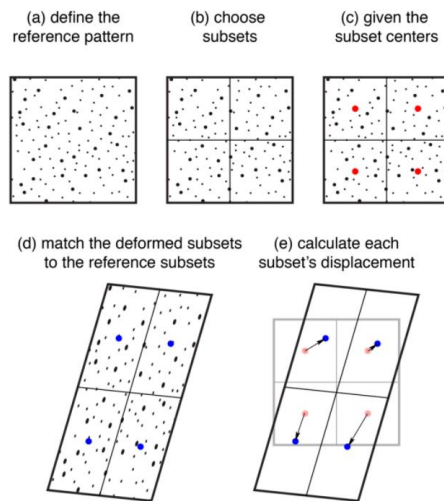 (a) define the
reference pattern
(b) choose
subsets
(c) given the
subset centers
(d) match the deformed subsets
to the reference subsets
(e) calculate each
subset's displacement